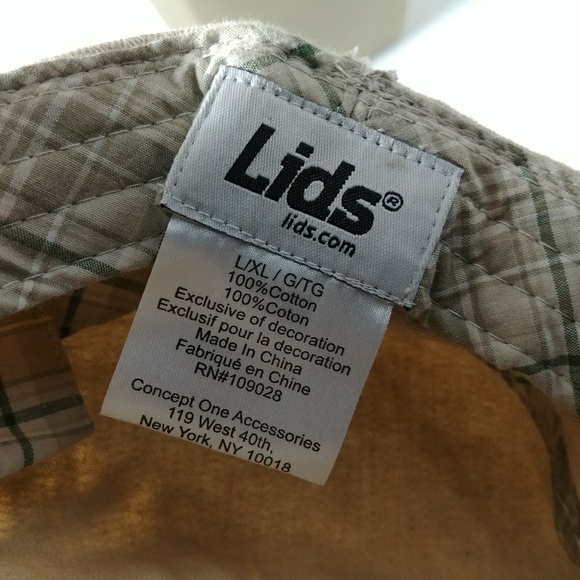 Lids®
lids.com
L/XL / G/TG
100%Cotton
100%Coton
Exclusive of decoration
Exclusif pour la decoration
Made In China
Fabriqué en Chine
RN#109028
Concept One Accessories
119 West 40th,
New York, NY 10018